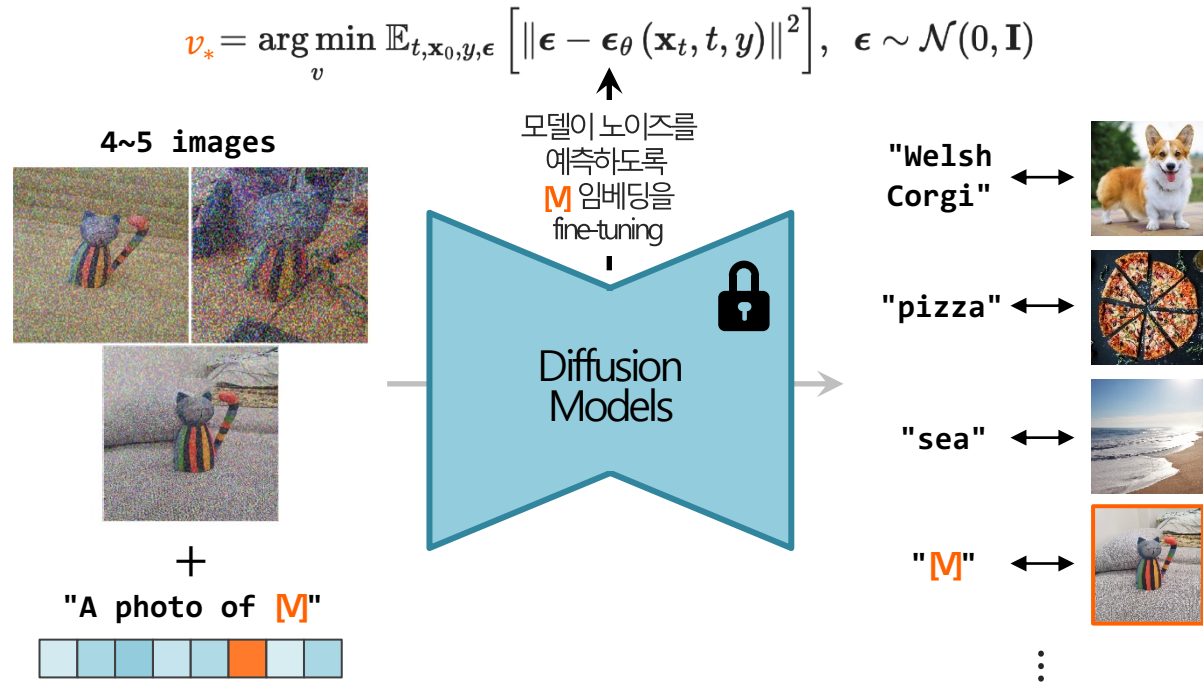 v* = arg min_v 𝔼_{t,x₀,y,ϵ} [‖ϵ − ϵ_θ (x_t, t, y)‖²], ϵ ∼ 𝒩(0, I)
모델이 노이즈를
예측하도록
[V] 임베딩을
fine-tuning
4~5 images
+
"A photo of [V]"
Diffusion
Models
"Welsh
Corgi"
"pizza"
"sea"
"[V]"
⋮